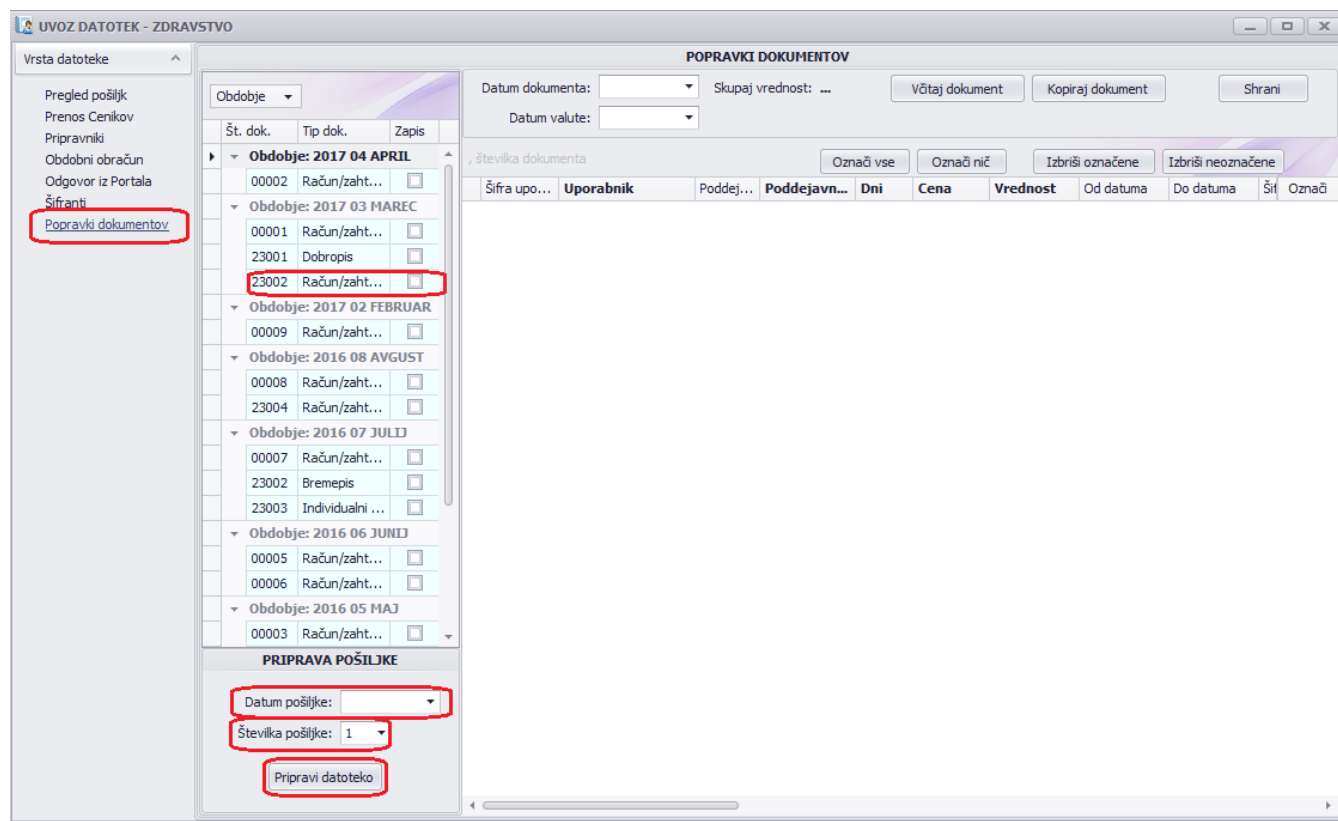 UVOZ DATOTEK - ZDRAVSTVO
Vrsta datoteke
Pregled pošiljk
Prenos Cenikov
Pripravniki
Obdobni obračun
Odgovor iz Portala
Šifranti
Popravki dokumentov
Obdobje
Št. dok. Tip dok. Zapis
Obdobje: 2017 04 APRIL
00002 Račun/zaht...
Obdobje: 2017 03 MAREC
00001 Račun/zaht...
23001 Dobropis
23002 Račun/zaht...
Obdobje: 2017 02 FEBRUAR
00009 Račun/zaht...
Obdobje: 2016 08 AVGUST
00008 Račun/zaht...
23004 Račun/zaht...
Obdobje: 2016 07 JULIJ
00007 Račun/zaht...
23002 Bremepis
23003 Individualni ...
Obdobje: 2016 06 JUNIJ
00005 Račun/zaht...
00006 Račun/zaht...
Obdobje: 2016 05 MAJ
00003 Račun/zaht...
PRIPRAVA POŠILJKE
Datum pošiljke:
Številka pošiljke: 1
Pripravi datoteko
POPRAVKI DOKUMENTOV
Datum dokumenta: Skupaj vrednost: ... Včitaj dokument Kopiraj dokument Shrani
Datum valute:
, številka dokumenta Označi vse Označi nič Izbriši označene Izbriši neoznačene
Šifra upo... Uporabnik Poddej... Poddejavn... Dni Cena Vrednost Od datuma Do datuma Šif Označi